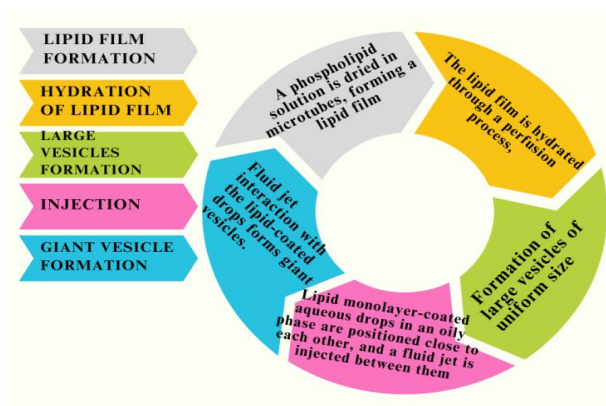 LIPID FILM
FORMATION
HYDRATION
OF LIPID FILM
LARGE
VESICLES
FORMATION
INJECTION
GIANT VESICLE
FORMATION
A phospholipid
solution is dried in
microtubes, forming a
lipid film
The lipid film is hydrated
through a perfusion
process,
Formation of
large vesicles of
uniform size
Lipid monolayer-coated
aqueous drops in an oily
phase are positioned close to
each other, and a fluid jet is
injected between them
Fluid jet
interaction with
the lipid-coated
drops forms giant
vesicles.